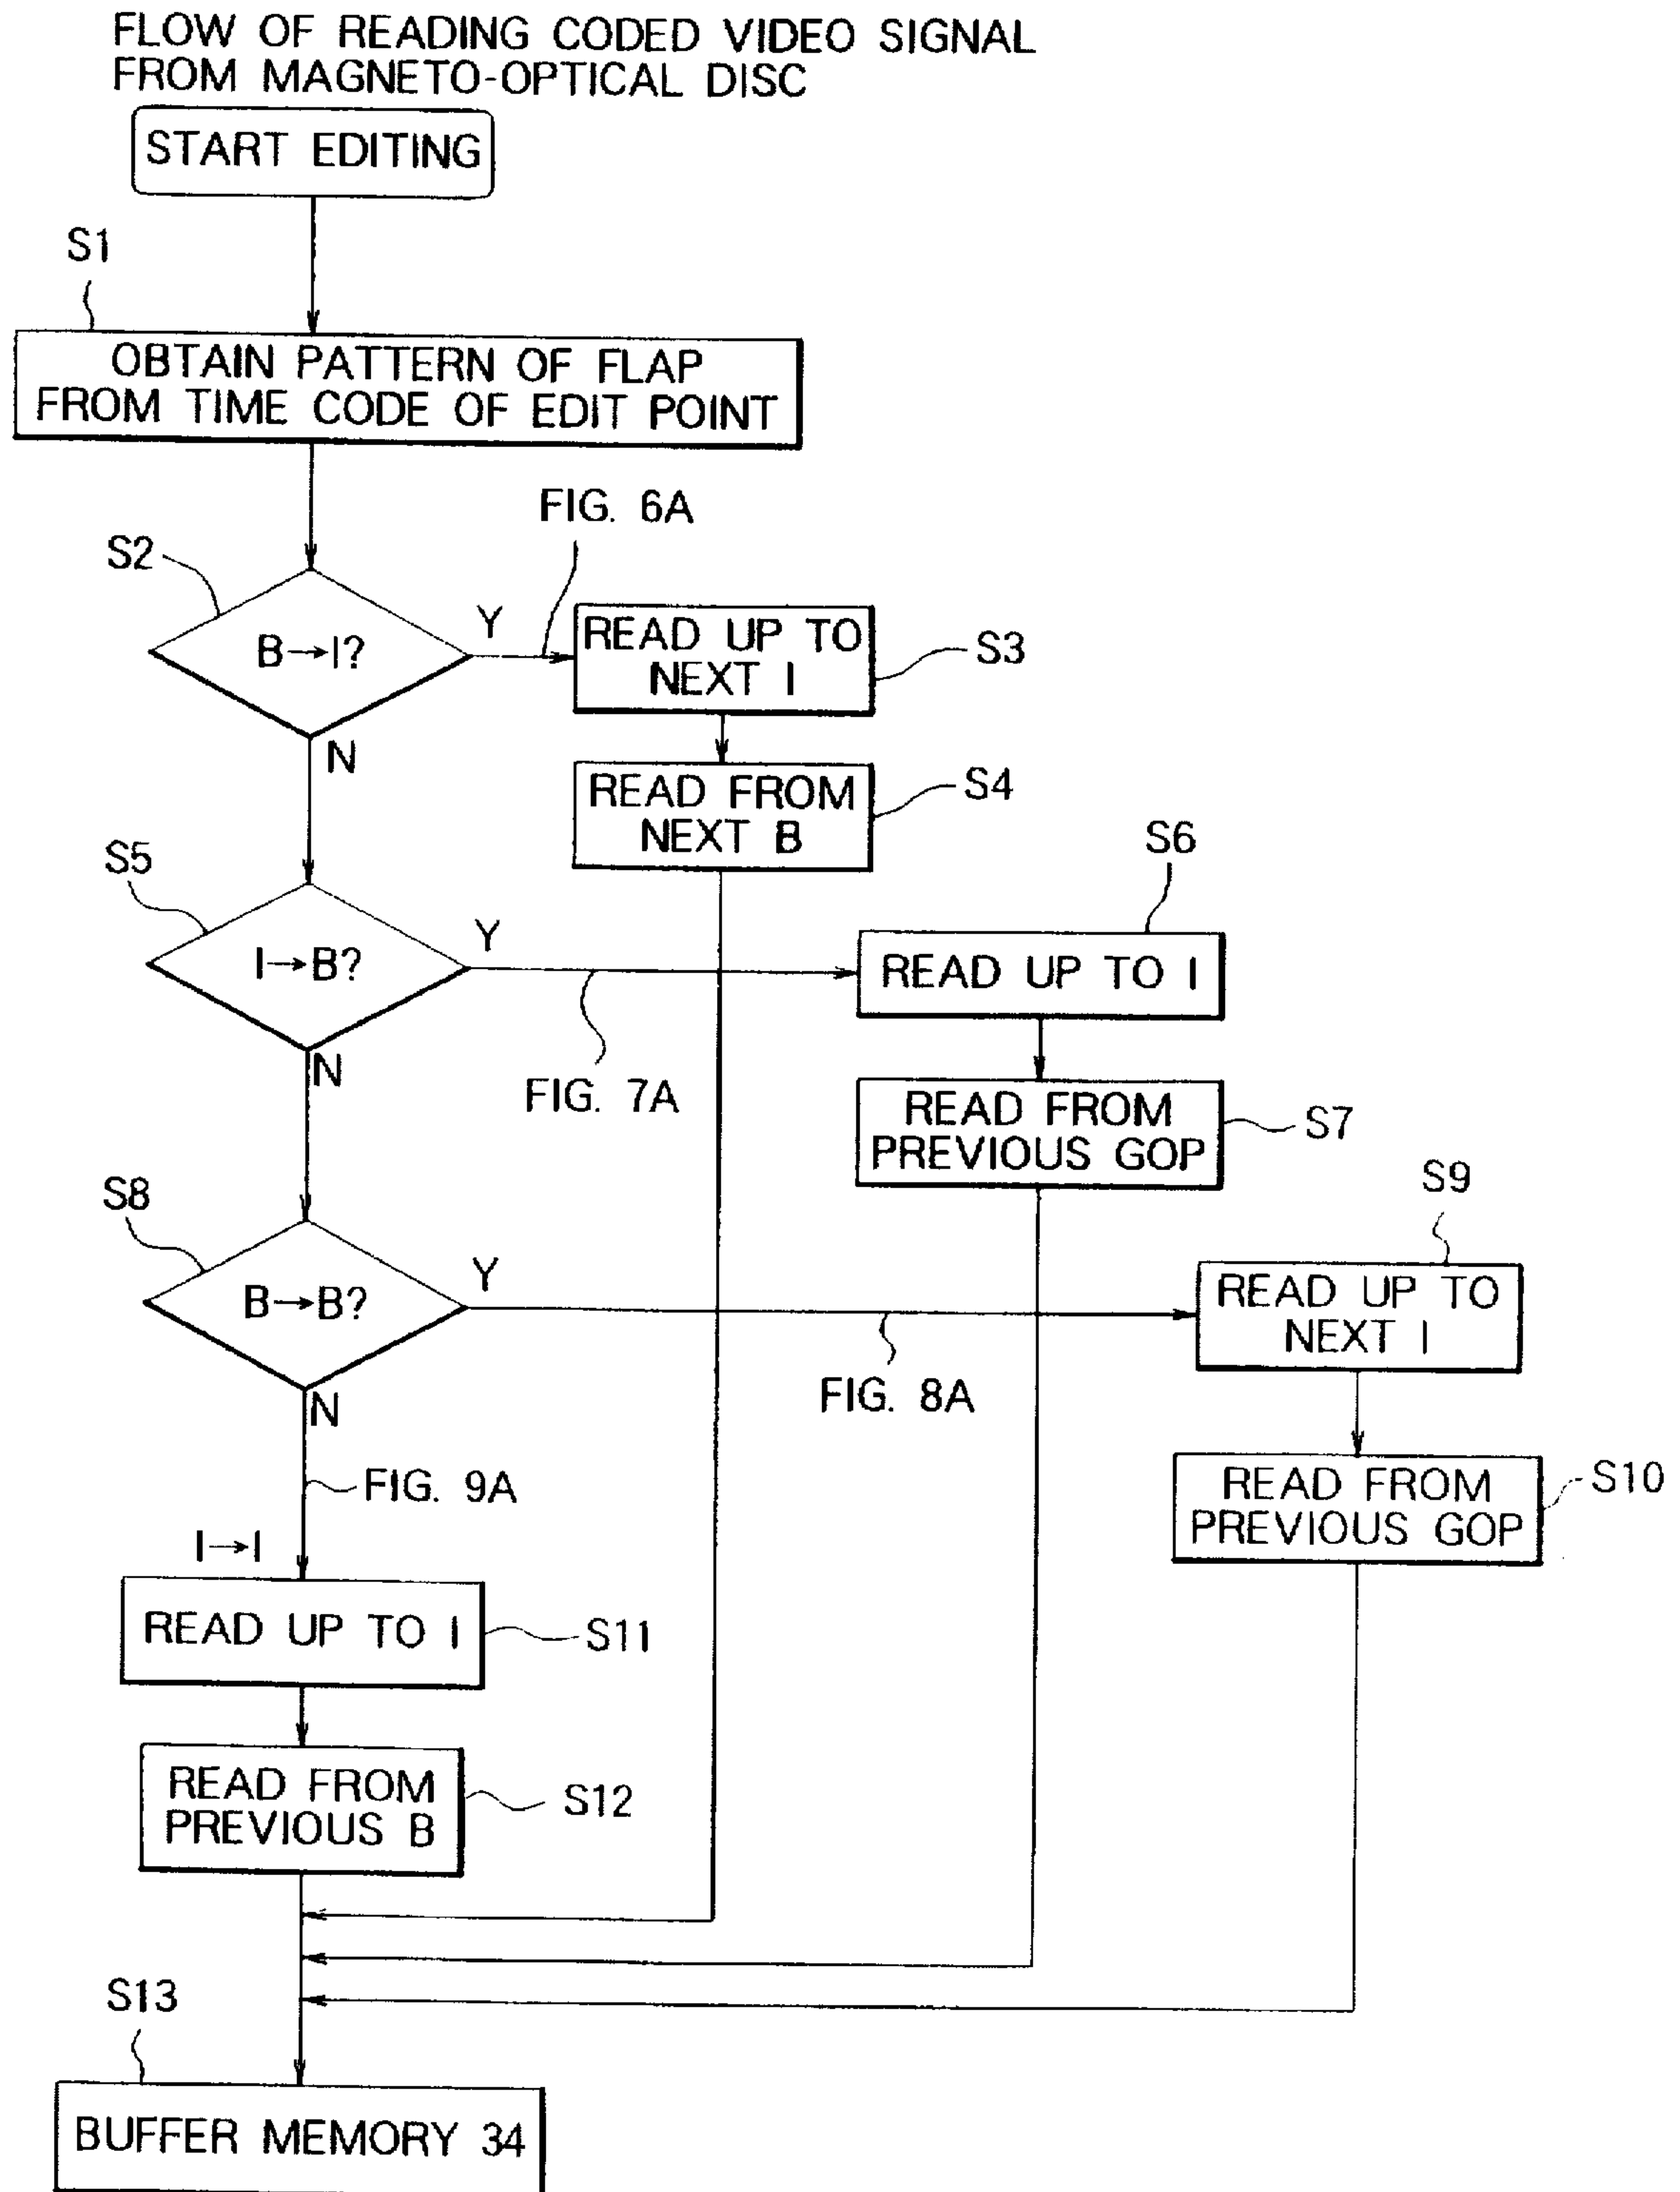 FLOW OF READING CODED VIDEO SIGNAL
FROM MAGNETO-OPTICAL DISC
START EDITING
S1
OBTAIN PATTERN OF FLAP
FROM TIME CODE OF EDIT POINT
FIG. 6A
S2
B→I?
Y
N
READ UP TO
NEXT I
S3
READ FROM
NEXT B
S4
S5
I→B?
Y
N
FIG. 7A
S6
READ UP TO I
READ FROM
PREVIOUS GOP
S7
S8
B→B?
Y
N
FIG. 8A
S9
READ UP TO
NEXT I
READ FROM
PREVIOUS GOP
S10
FIG. 9A
I→I
READ UP TO I
S11
READ FROM
PREVIOUS B
S12
S13
BUFFER MEMORY 34